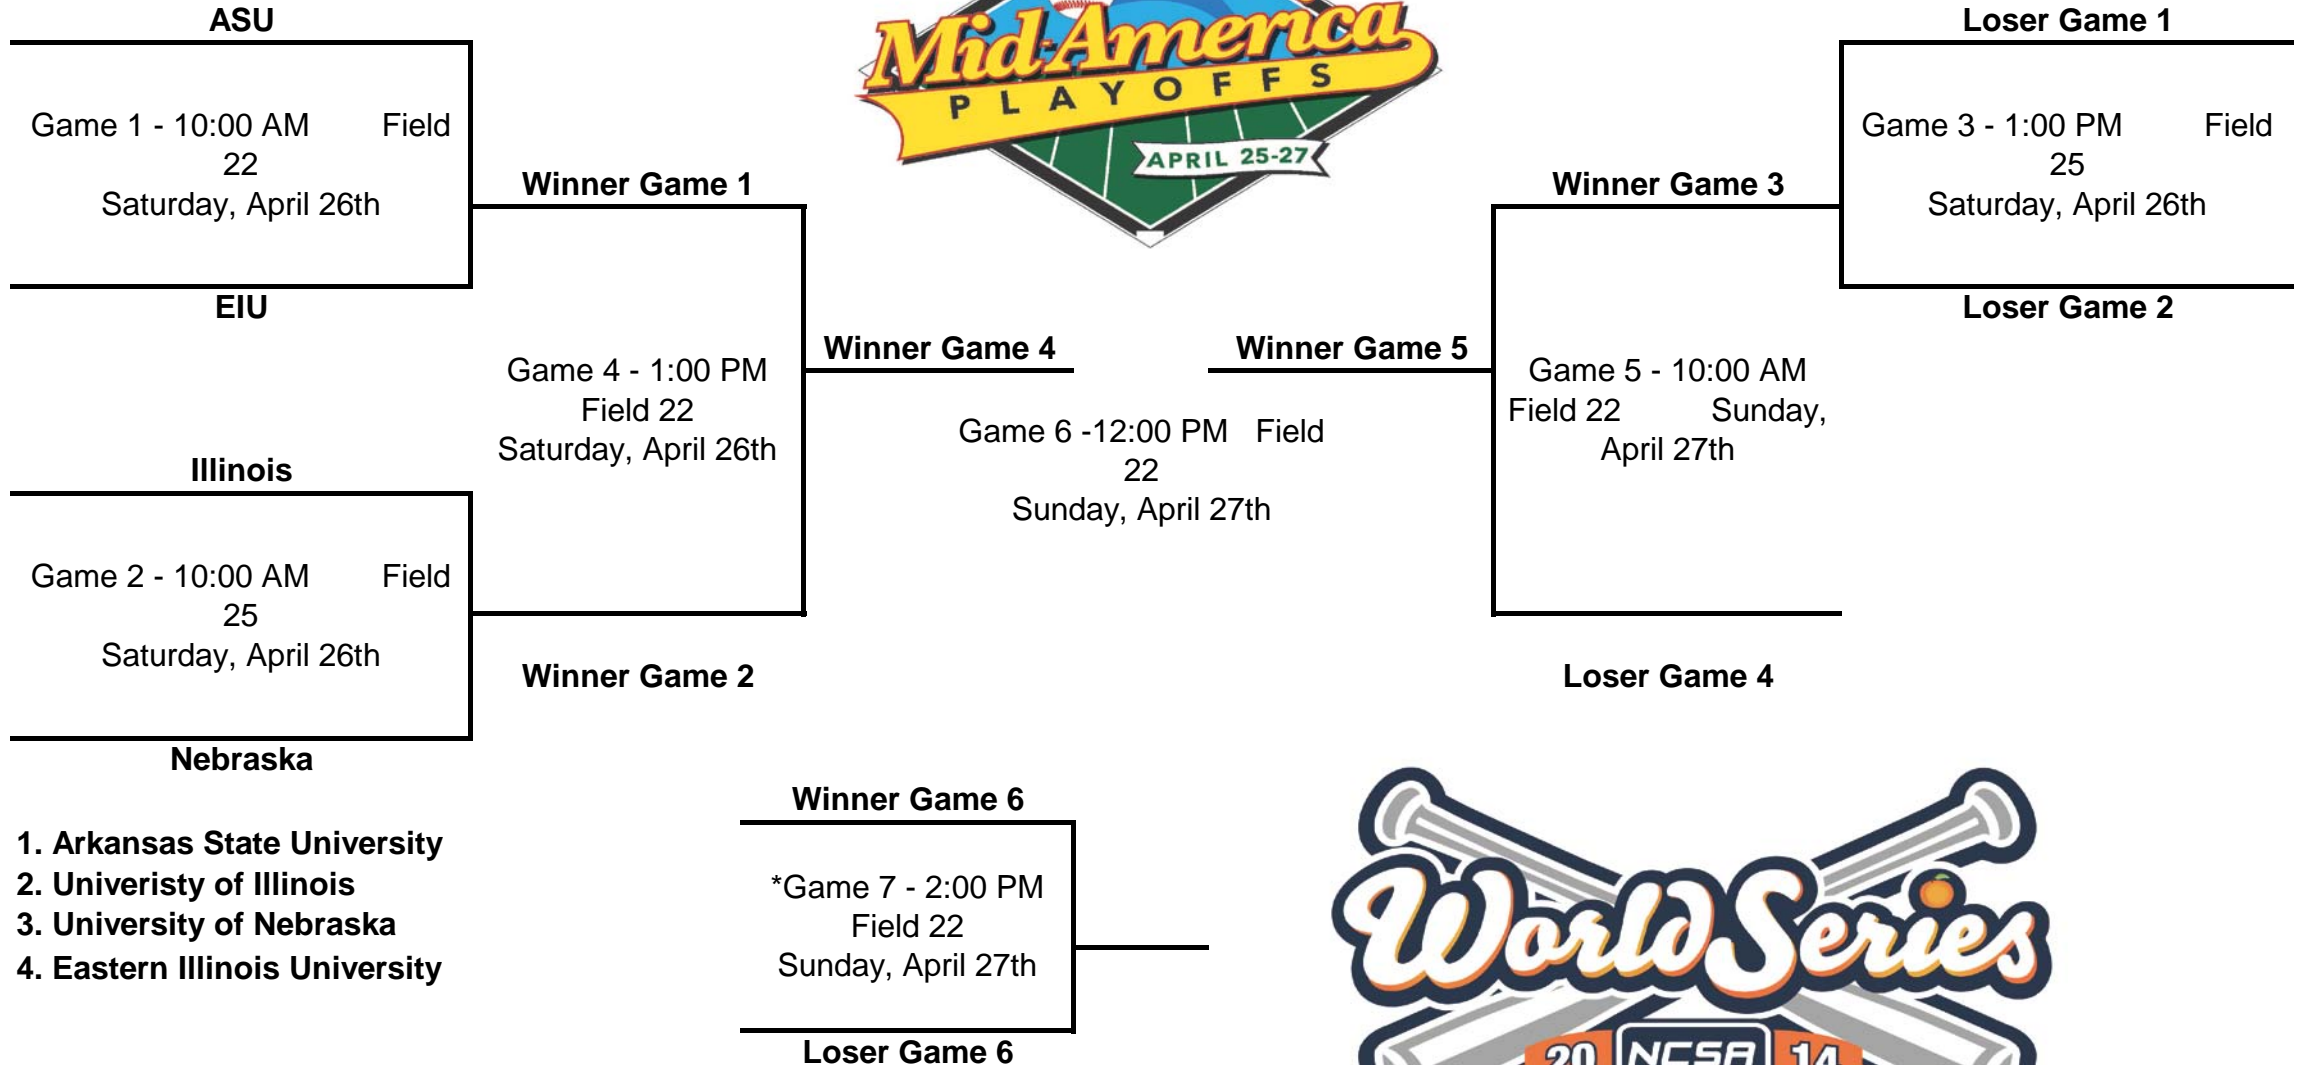 ASU
Game 1 - 10:00 AM Field
22
Saturday, April 26th
EIU
Winner Game 1
Game 4 - 1:00 PM
Field 22
Saturday, April 26th
Illinois
Game 2 - 10:00 AM Field
25
Saturday, April 26th
Nebraska
Winner Game 2
Mid-America
PLAYOFFS
APRIL 25-27
Winner Game 4
Winner Game 5
Game 6 -12:00 PM Field
22
Sunday, April 27th
Loser Game 1
Game 3 - 1:00 PM Field
25
Saturday, April 26th
Loser Game 2
Winner Game 3
Game 5 - 10:00 AM
Field 22 Sunday,
April 27th
Loser Game 4
1. Arkansas State University
2. Univeristy of Illinois
3. University of Nebraska
4. Eastern Illinois University
Winner Game 6
*Game 7 - 2:00 PM
Field 22
Sunday, April 27th
Loser Game 6
World Series
20 NCSA 14